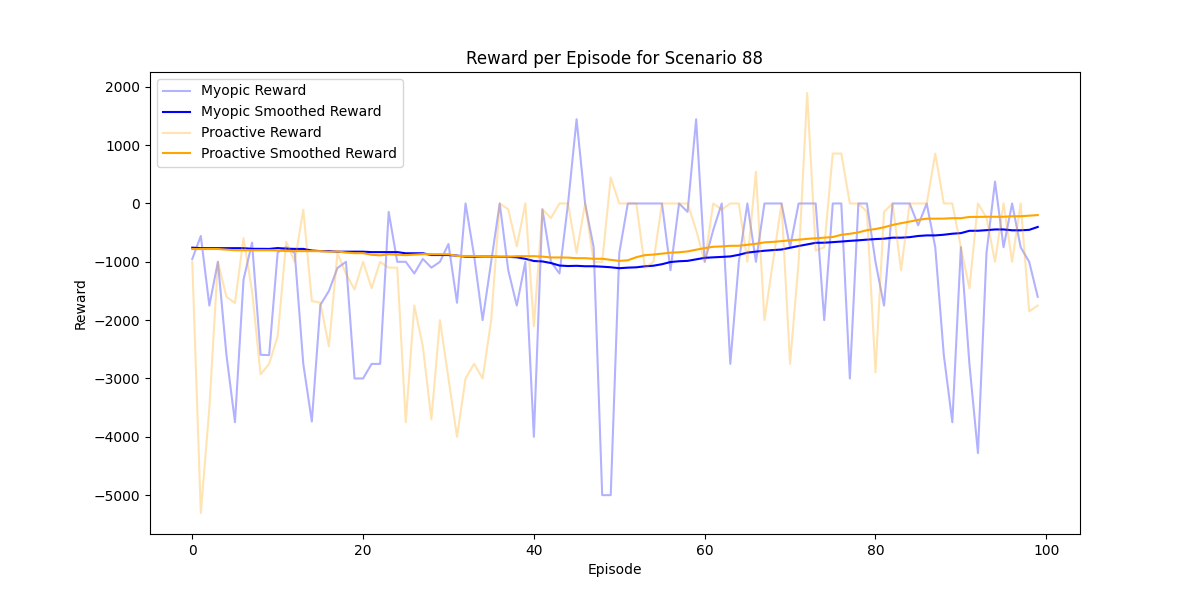 Reward per Episode for Scenario 88
Myopic Reward
Myopic Smoothed Reward
Proactive Reward
Proactive Smoothed Reward
2000
1000
0
−1000
−2000
−3000
−4000
−5000
Reward
0 20 40 60 80 100
Episode